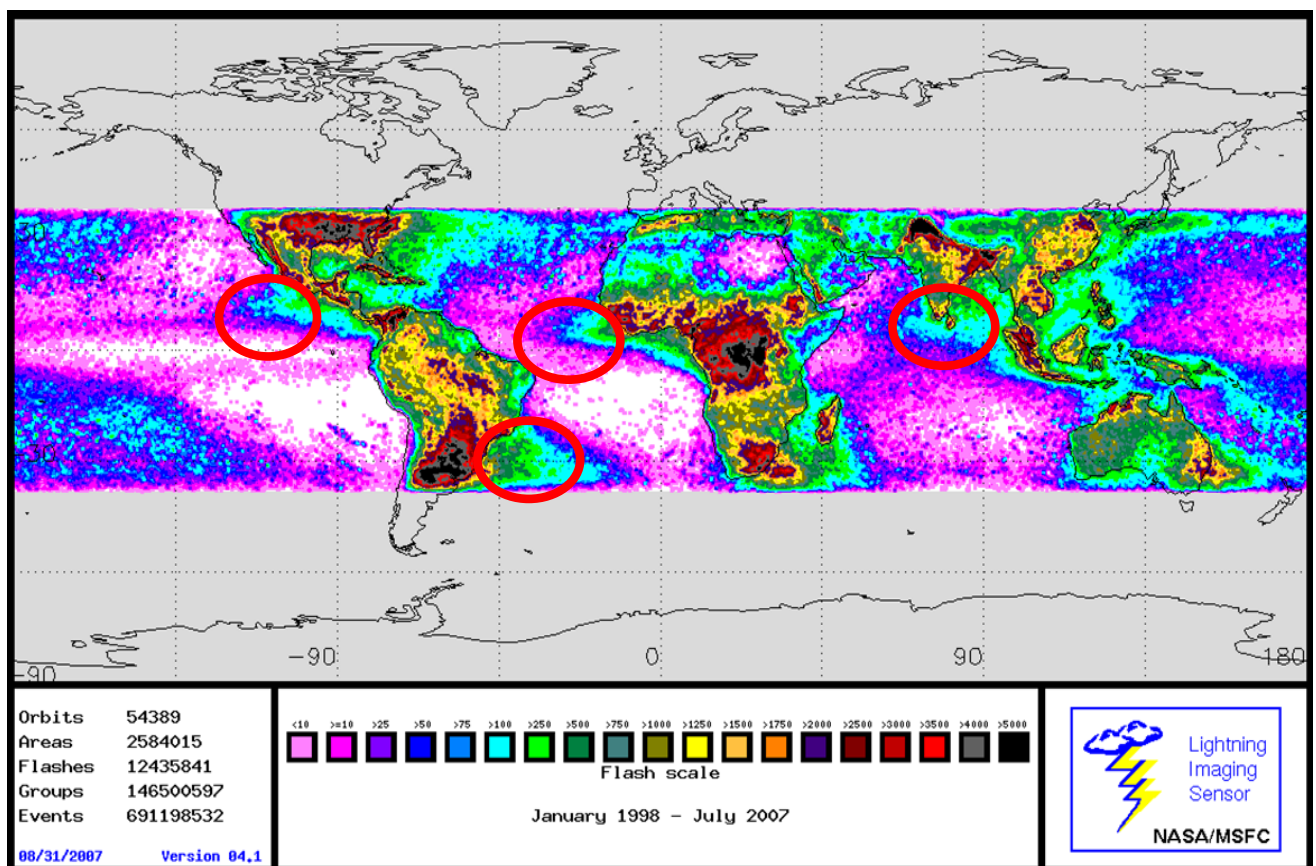 30
-30
-90
0
90
180
-90
Orbits 54389
Areas 2584015
Flashes 12435841
Groups 146500597
Events 691198532
08/31/2007 Version 04.1
<10 >=10 >25 >50 >75 >100 >250 >500 >750 >1000 >1250 >1500 >1750 >2000 >2500 >3000 >3500 >4000 >5000
Flash scale
January 1998 - July 2007
Lightning
Imaging
Sensor
NASA/MSFC